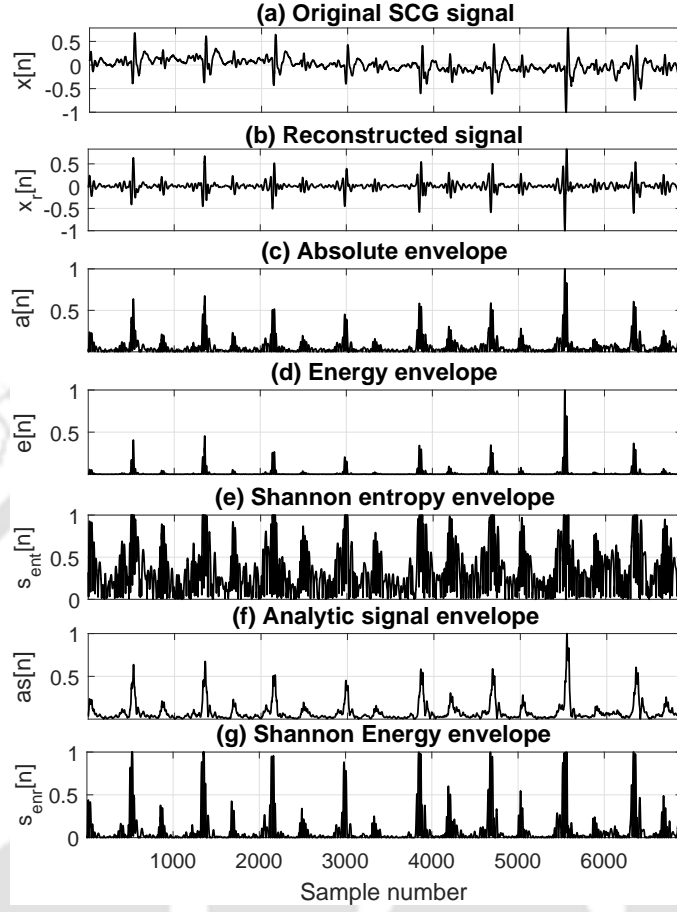 (a) Original SCG signal
x[n]
0.5
0
-0.5
-1
(b) Reconstructed signal
x_r[n]
0.5
0
-0.5
-1
(c) Absolute envelope
a[n]
1
0.5
(d) Energy envelope
e[n]
1
0.5
(e) Shannon entropy envelope
s_ent[n]
1
0.5
0
(f) Analytic signal envelope
as[n]
1
0.5
(g) Shannon Energy envelope
s_enr[n]
1
0.5
0
1000 2000 3000 4000 5000 6000
Sample number